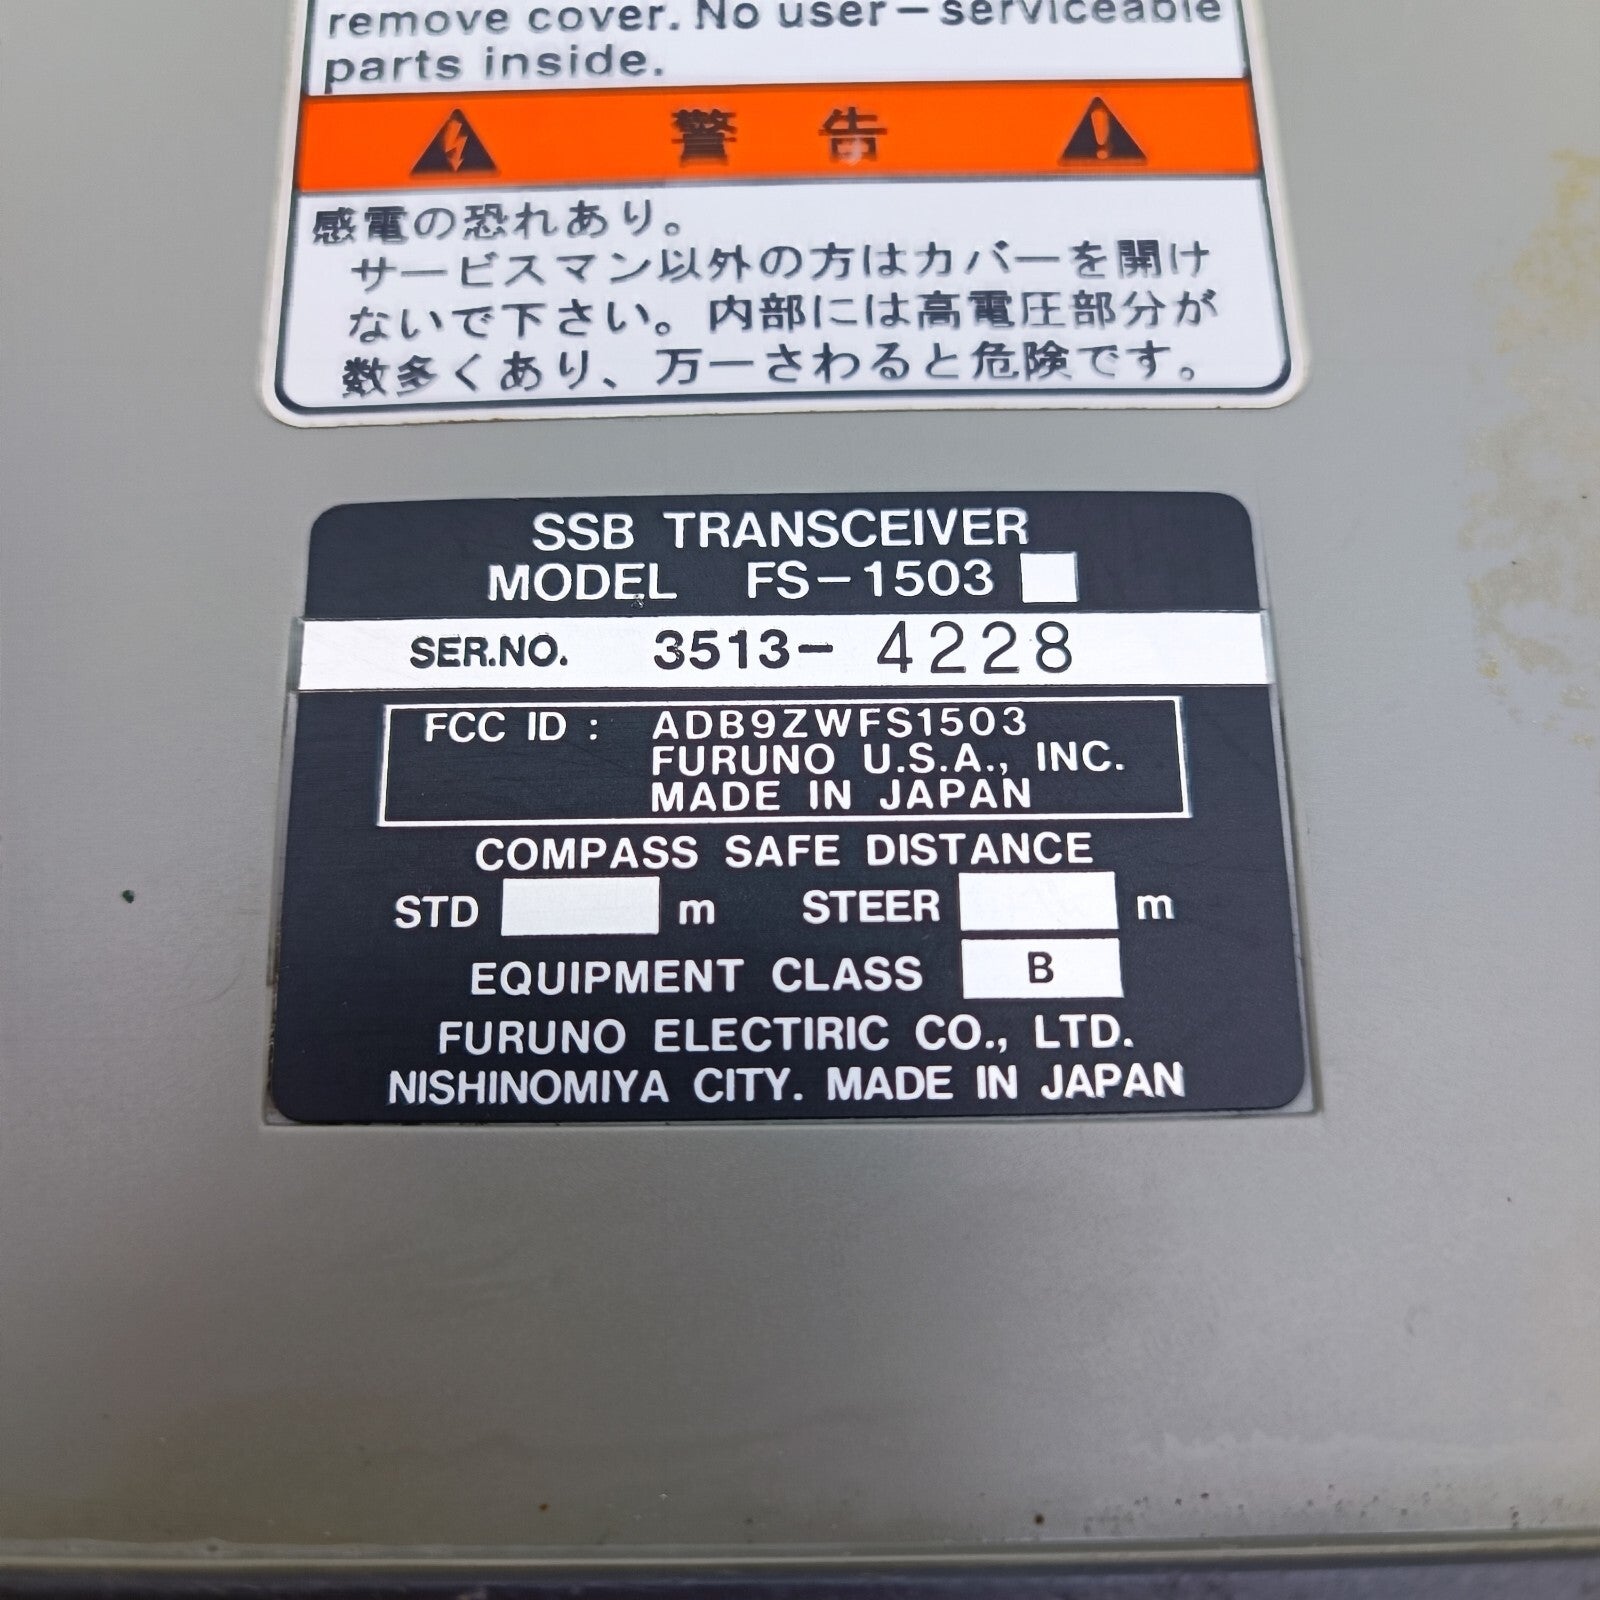 remove cover. No user-serviceable
parts inside.
警告
感電の恐れあり。
サービスマン以外の方はカバーを開け
ないで下さい。内部には高電圧部分が
数多くあり、万一さわると危険です。
SSB TRANSCEIVER
MODEL FS-1503
SER.NO. 3513-4228
FCC ID: ADB9ZWFS1503
FURUNO U.S.A., INC.
MADE IN JAPAN
COMPASS SAFE DISTANCE
STD m STEER m
EQUIPMENT CLASS B
FURUNO ELECTIRIC CO., LTD.
NISHINOMIYA CITY. MADE IN JAPAN